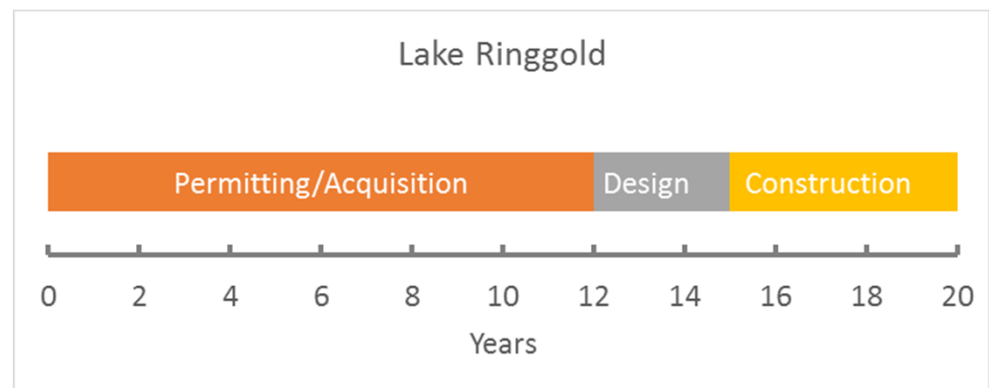 Lake Ringgold
Permitting/Acquisition Design Construction
0 2 4 6 8 10 12 14 16 18 20
Years